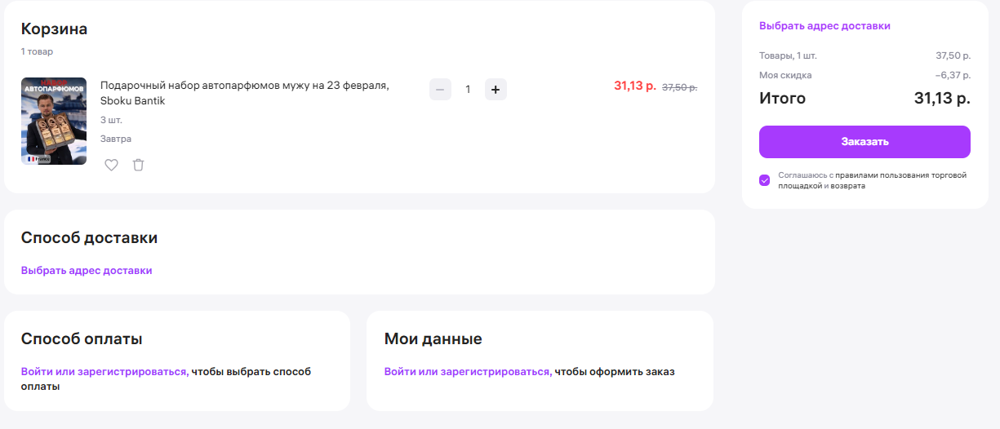 Корзина
1 товар
НАБОР
АВТОПАРФЮМОВ
France
Подарочный набор автопарфюмов мужу на 23 февраля,
Sboku Bantik
3 шт.
Завтра
− 1 +
31,13 р. 37,50 р.
Способ доставки
Выбрать адрес доставки
Способ оплаты
Войти или зарегистрироваться, чтобы выбрать способ
оплаты
Мои данные
Войти или зарегистрироваться, чтобы оформить заказ
Выбрать адрес доставки
Товары, 1 шт. 37,50 р.
Моя скидка −6,37 р.
Итого 31,13 р.
Заказать
Соглашаюсь с правилами пользования торговой
площадкой и возврата